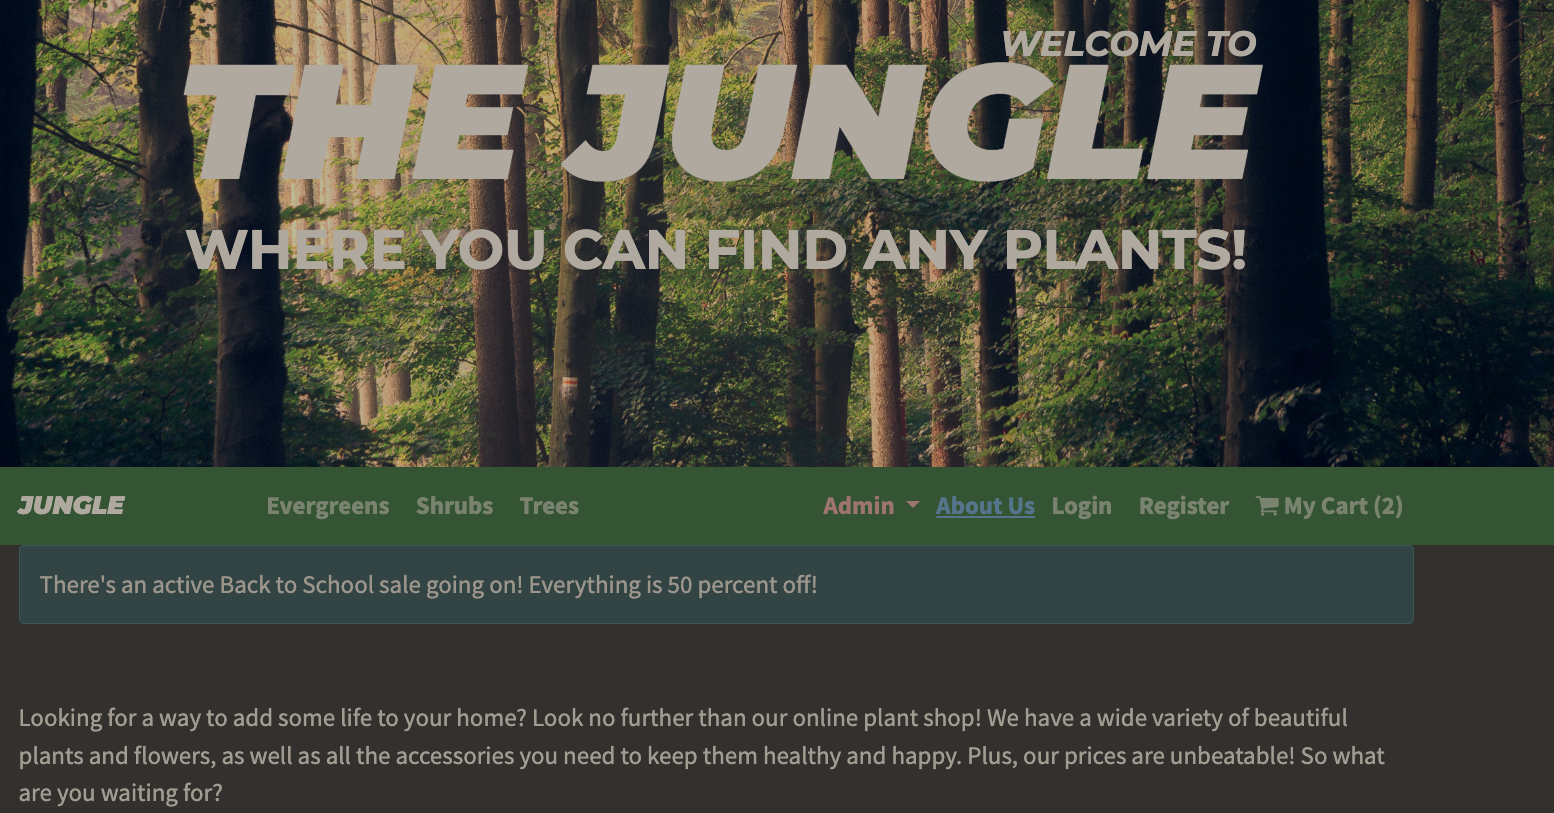 WELCOME TO
THE JUNGLE
WHERE YOU CAN FIND ANY PLANTS!
JUNGLE Evergreens Shrubs Trees Admin About Us Login Register My Cart (2)
There's an active Back to School sale going on! Everything is 50 percent off!
Looking for a way to add some life to your home? Look no further than our online plant shop! We have a wide variety of beautiful
plants and flowers, as well as all the accessories you need to keep them healthy and happy. Plus, our prices are unbeatable! So what
are you waiting for?